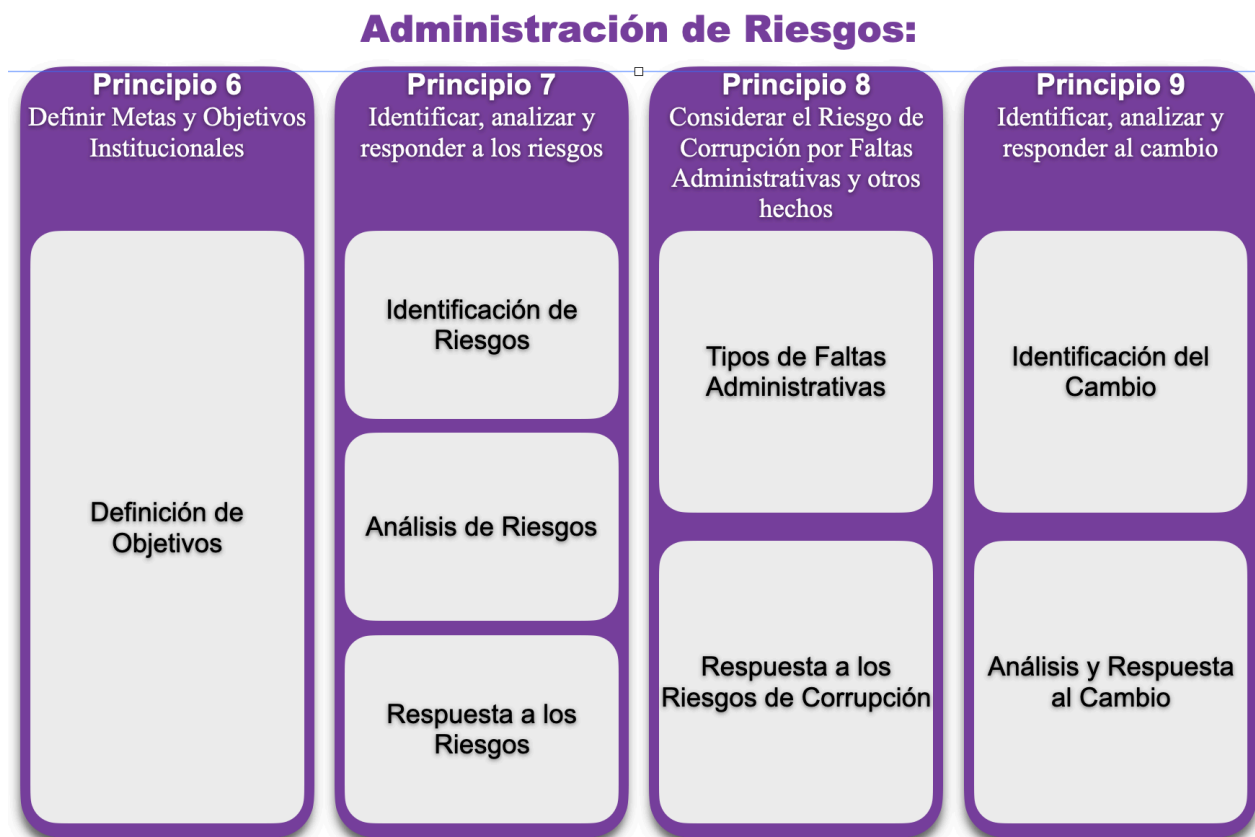 Administración de Riesgos:
Principio 6
Definir Metas y Objetivos
Institucionales
Definición de
Objetivos
Principio 7
Identificar, analizar y
responder a los riesgos
Identificación de
Riesgos
Análisis de Riesgos
Respuesta a los
Riesgos
Principio 8
Considerar el Riesgo de
Corrupción por Faltas
Administrativas y otros
hechos
Tipos de Faltas
Administrativas
Respuesta a los
Riesgos de Corrupción
Principio 9
Identificar, analizar y
responder al cambio
Identificación del
Cambio
Análisis y Respuesta
al Cambio